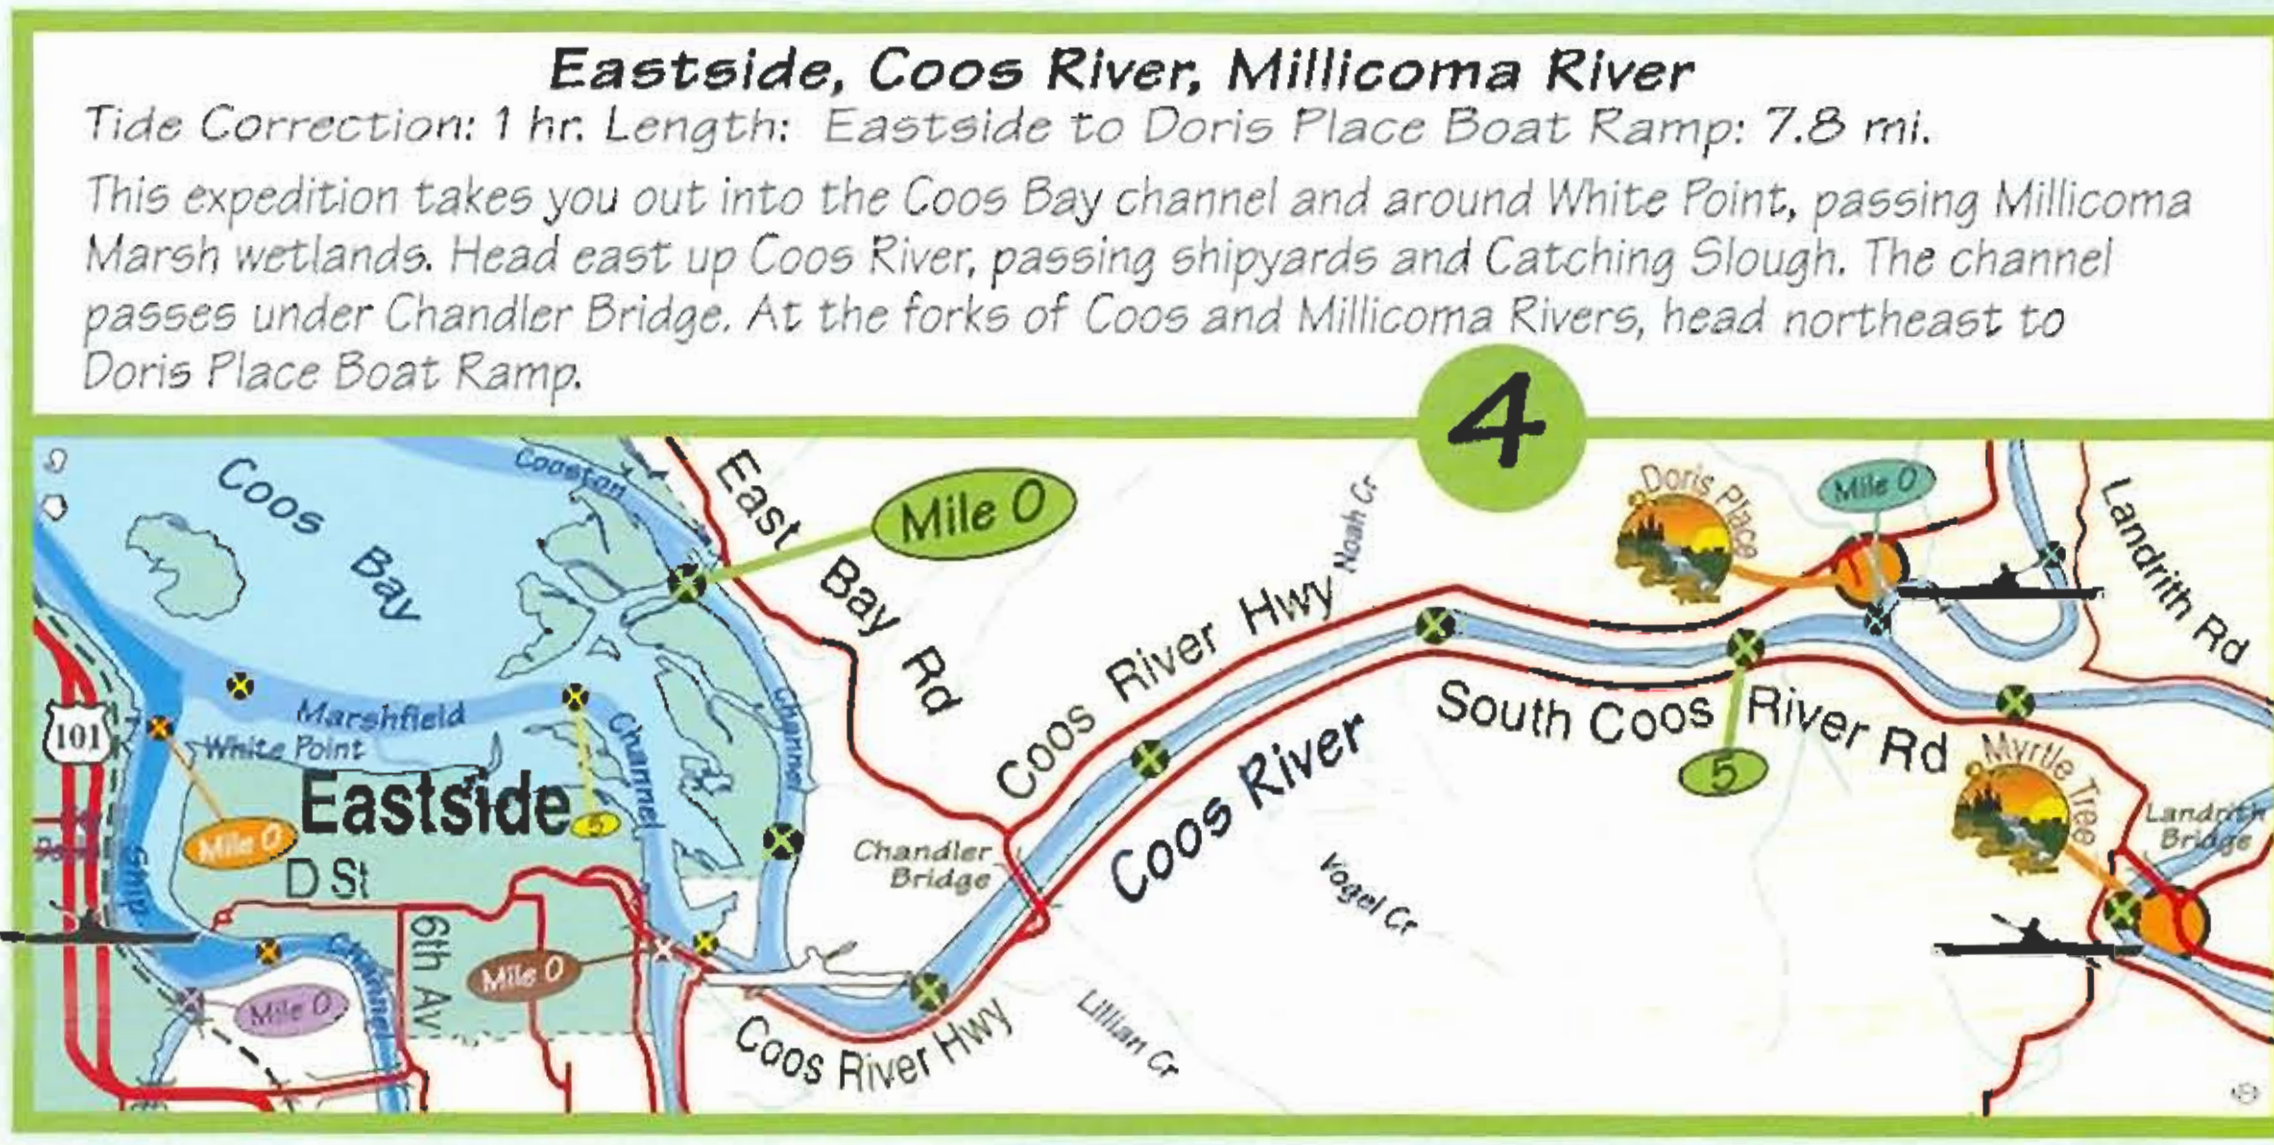 Eastside, Coos River, Millicoma River
Tide Correction: 1 hr. Length: Eastside to Doris Place Boat Ramp: 7.8 mi.
This expedition takes you out into the Coos Bay channel and around White Point, passing Millicoma
Marsh wetlands. Head east up Coos River, passing shipyards and Catching Slough. The channel
passes under Chandler Bridge. At the forks of Coos and Millicoma Rivers, head northeast to
Doris Place Boat Ramp.
4
Coos Bay
Cooston
Channel
East Bay Rd
Mile 0
Noah Cr
Doris Place
Mile 0
Landrith Rd
Coos River Hwy
101
Marshfield
Channel
White Point
Eastside
Mile 0
5
D St
Ship
Channel
6th Av
Mile 0
Mile 0
Chandler
Bridge
Coos River
South Coos River Rd
5
Myrtle Tree
Landrith
Bridge
Vogel Cr
Lillian Cr
Coos River Hwy